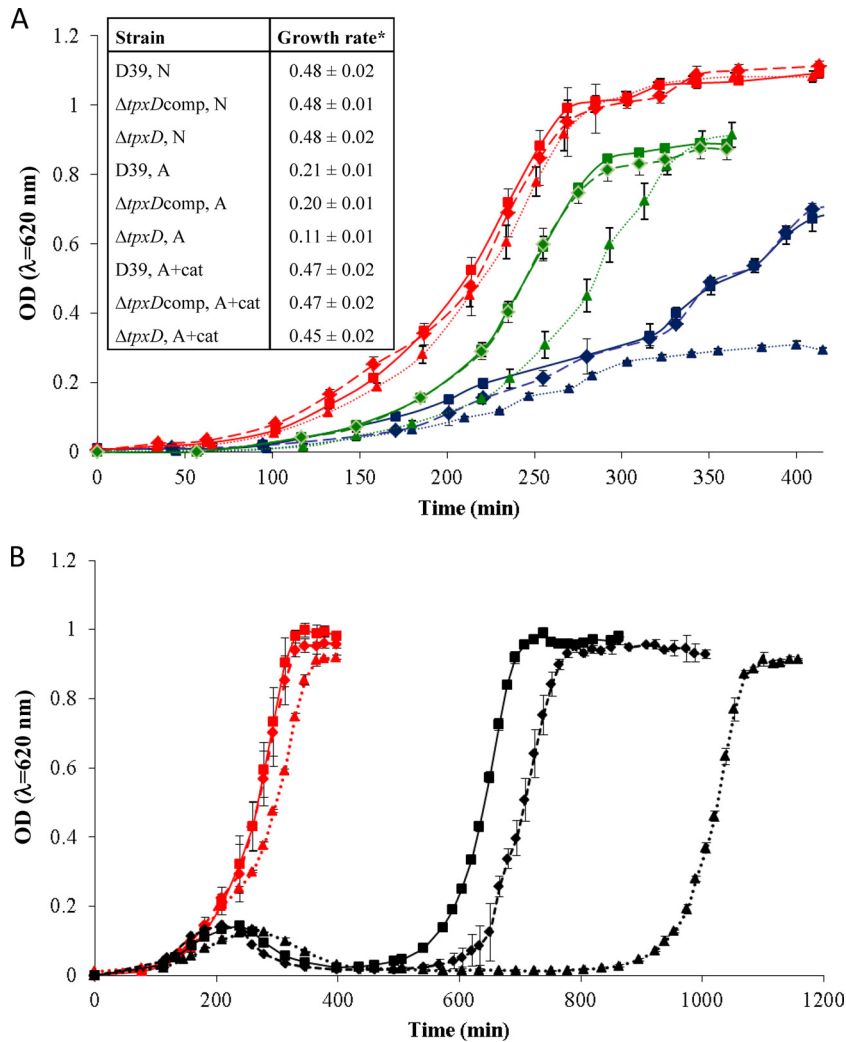 A
Strain Growth rate*
D39, N 0.48 ± 0.02
ΔtpxDcomp, N 0.48 ± 0.01
ΔtpxD, N 0.48 ± 0.02
D39, A 0.21 ± 0.01
ΔtpxDcomp, A 0.20 ± 0.01
ΔtpxD, A 0.11 ± 0.01
D39, A+cat 0.47 ± 0.02
ΔtpxDcomp, A+cat 0.47 ± 0.02
ΔtpxD, A+cat 0.45 ± 0.02
OD (λ=620 nm)
1.2
1
0.8
0.6
0.4
0.2
0
0 50 100 150 200 250 300 350 400
Time (min)
B
OD (λ=620 nm)
1.2
1
0.8
0.6
0.4
0.2
0
0 200 400 600 800 1000 1200
Time (min)